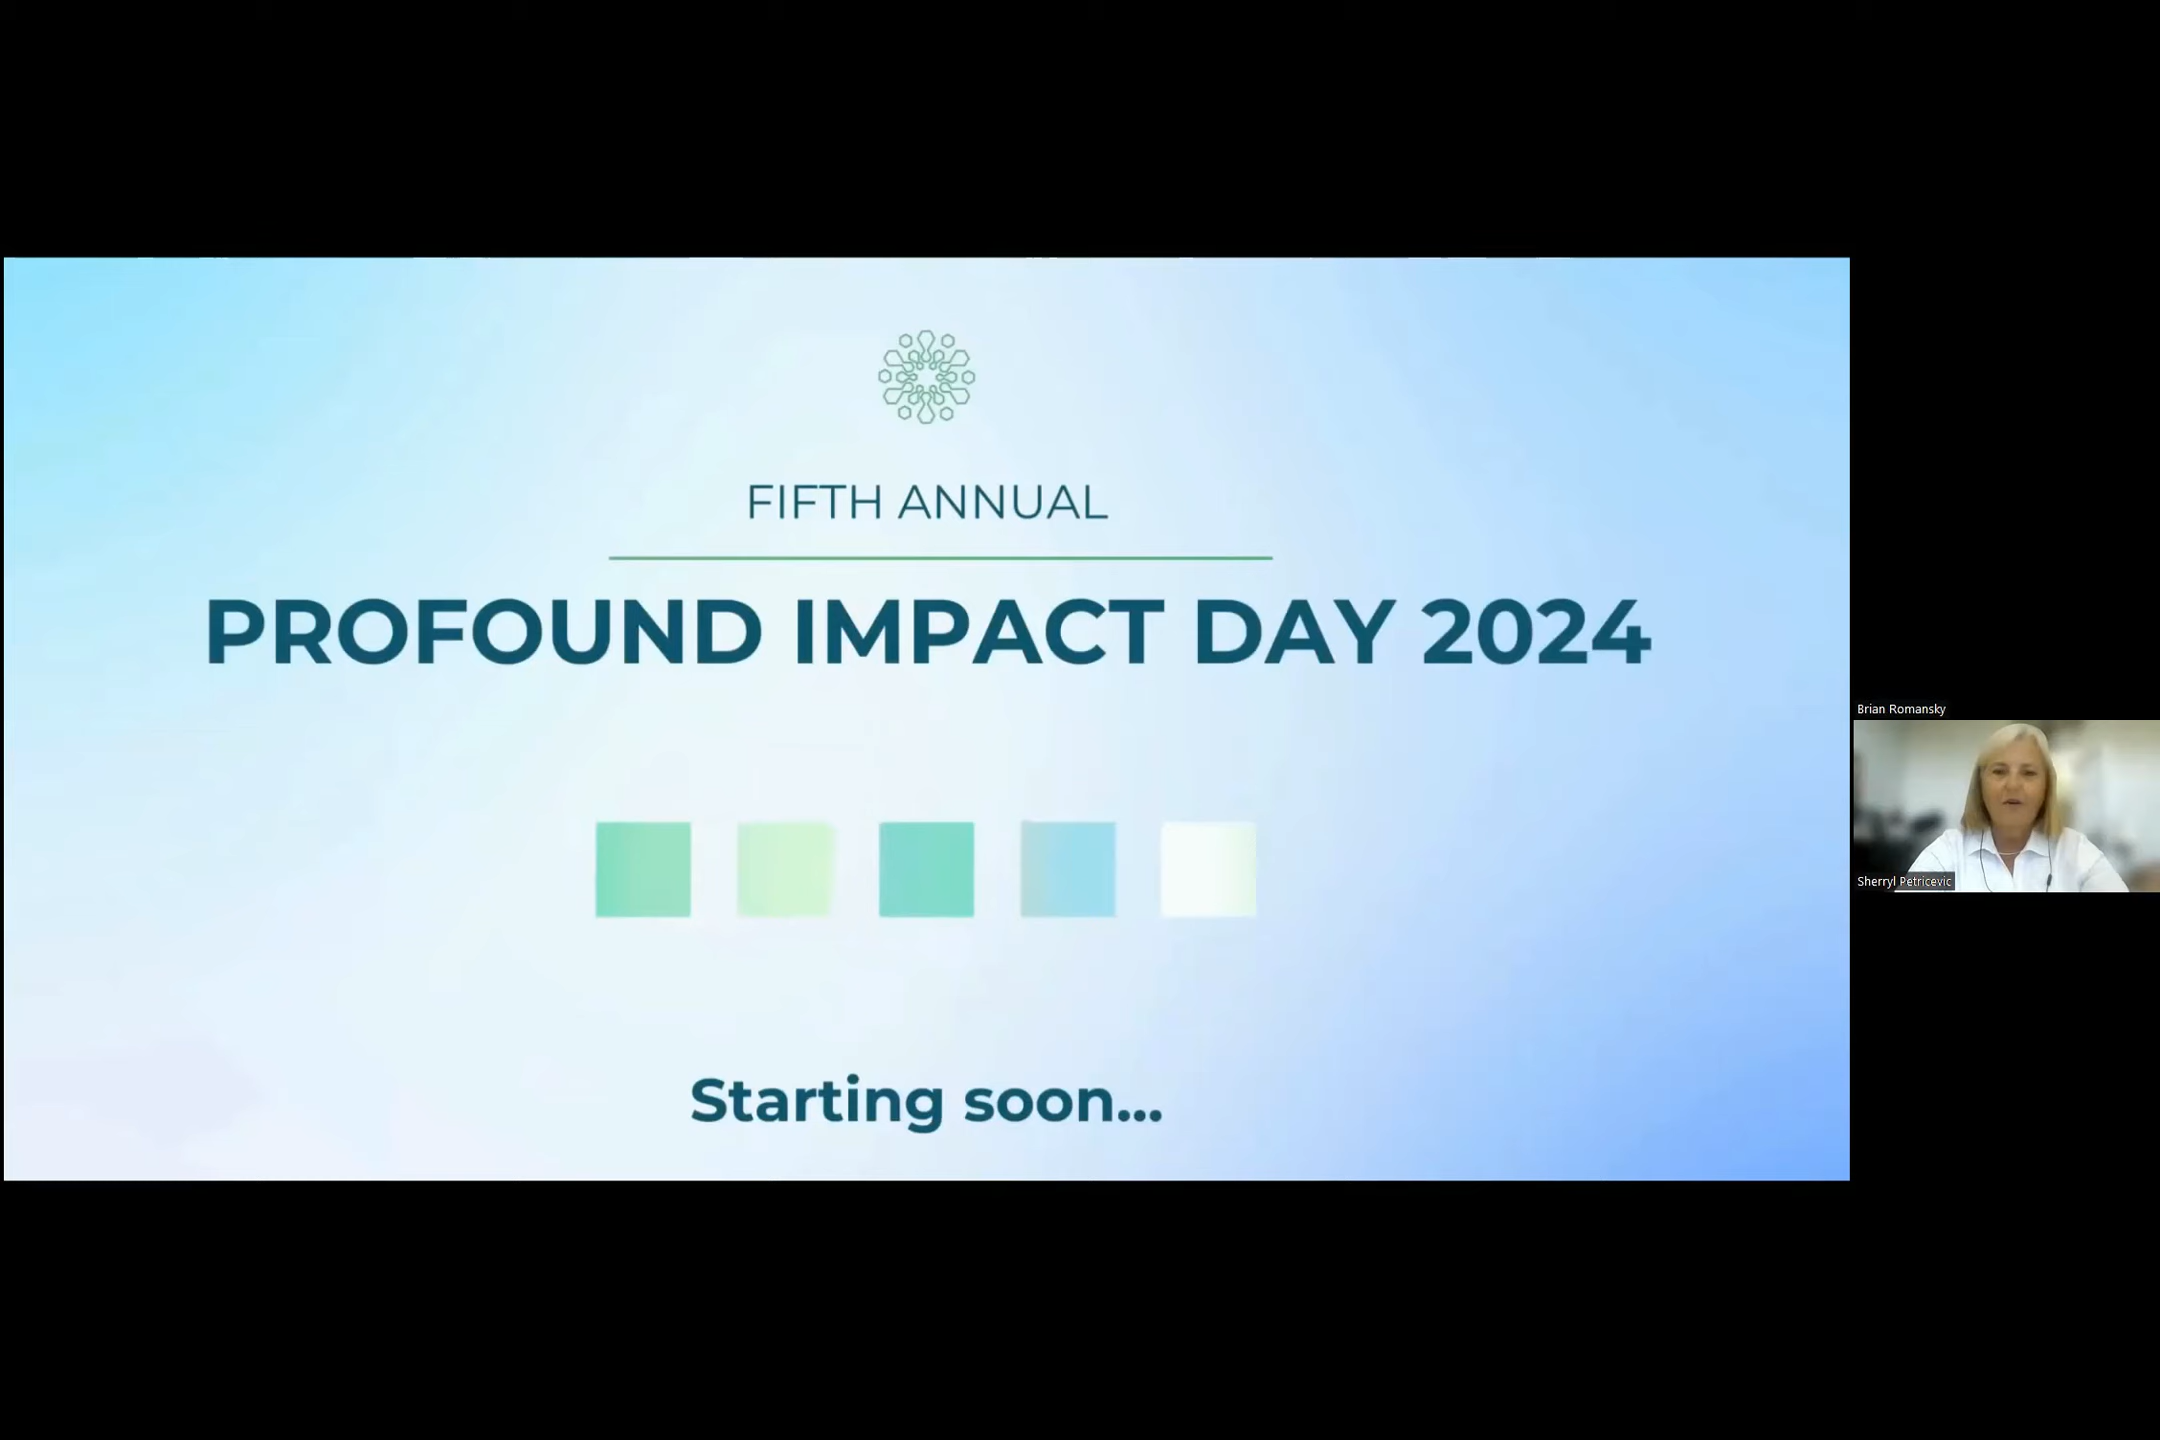 FIFTH ANNUAL
PROFOUND IMPACT DAY 2024
Starting soon...
Brian Romansky
Sherryl Petricevic